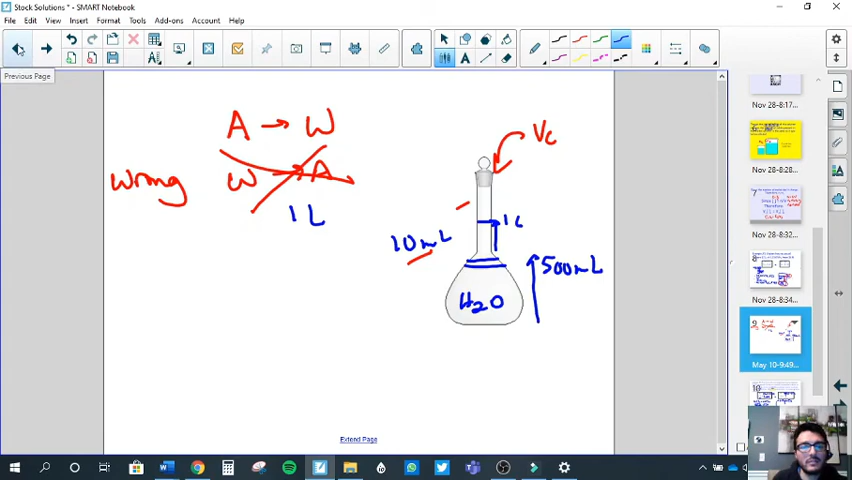 Stock Solutions * - SMART Notebook
File Edit View Insert Format Tools Add-ons Account Help
Previous Page
A → W
wrong
W → A
1 L
Vc
1L
10mL
500mL
H2O
Extend Page
Nov 28-8:17...
Nov 28-8:28...
Nov 28-8:32...
Nov 28-8:34...
May 10-9:49...